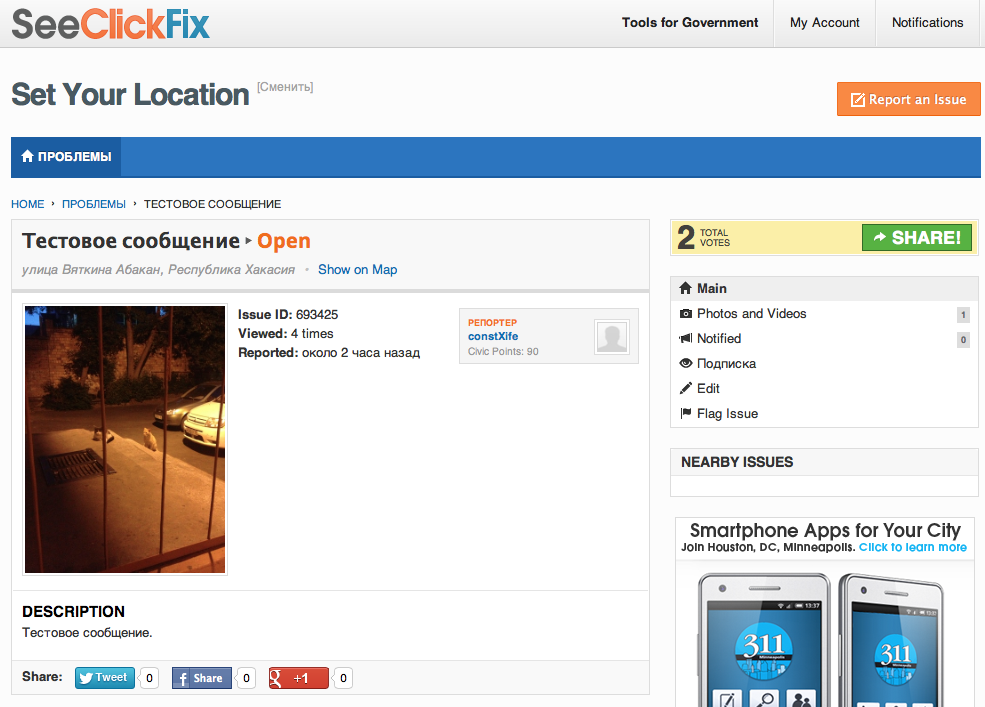 SeeClickFix
Tools for Government
My Account
Notifications
Set Your Location [Сменить]
Report an Issue
ПРОБЛЕМЫ
HOME › ПРОБЛЕМЫ › ТЕСТОВОЕ СООБЩЕНИЕ
Тестовое сообщение ▸ Open
улица Вяткина Абакан, Республика Хакасия • Show on Map
Issue ID: 693425
Viewed: 4 times
Reported: около 2 часа назад
РЕПОРТЕР
constXife
Civic Points: 90
DESCRIPTION
Тестовое сообщение.
Share:
Tweet
0
f Share
0
g +1
0
2 TOTAL
VOTES
SHARE!
Main
Photos and Videos 1
Notified 0
Подписка
Edit
Flag Issue
NEARBY ISSUES
Smartphone Apps for Your City
Join Houston, DC, Minneapolis. Click to learn more
13:37
311
Minneapolis
13:37
311
Minneapolis